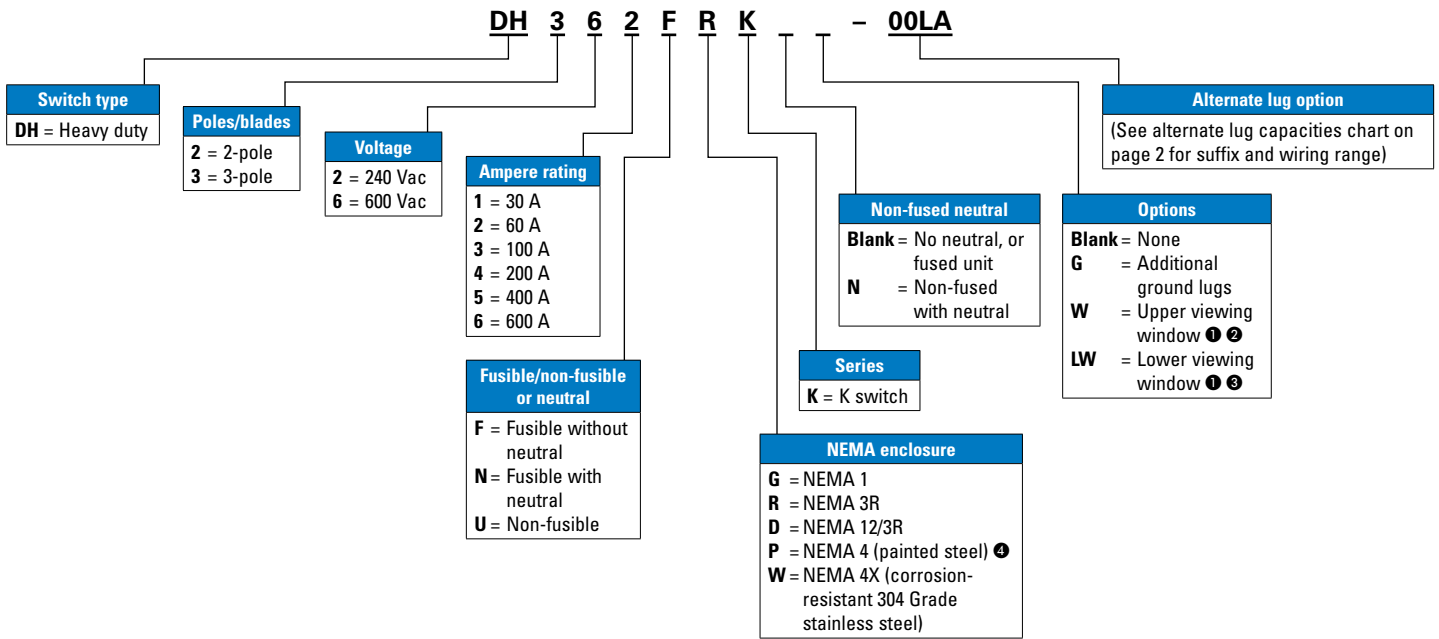 DH 3 6 2 F R K _ _ – 00LA
Switch type
DH = Heavy duty
Poles/blades
2 = 2-pole
3 = 3-pole
Voltage
2 = 240 Vac
6 = 600 Vac
Ampere rating
1 = 30 A
2 = 60 A
3 = 100 A
4 = 200 A
5 = 400 A
6 = 600 A
Fusible/non-fusible
or neutral
F = Fusible without
neutral
N = Fusible with
neutral
U = Non-fusible
NEMA enclosure
G = NEMA 1
R = NEMA 3R
D = NEMA 12/3R
P = NEMA 4 (painted steel) ❹
W = NEMA 4X (corrosion-
resistant 304 Grade
stainless steel)
Series
K = K switch
Non-fused neutral
Blank = No neutral, or
fused unit
N = Non-fused
with neutral
Options
Blank = None
G = Additional
ground lugs
W = Upper viewing
window ❶ ❷
LW = Lower viewing
window ❶ ❸
Alternate lug option
(See alternate lug capacities chart on
page 2 for suffix and wiring range)